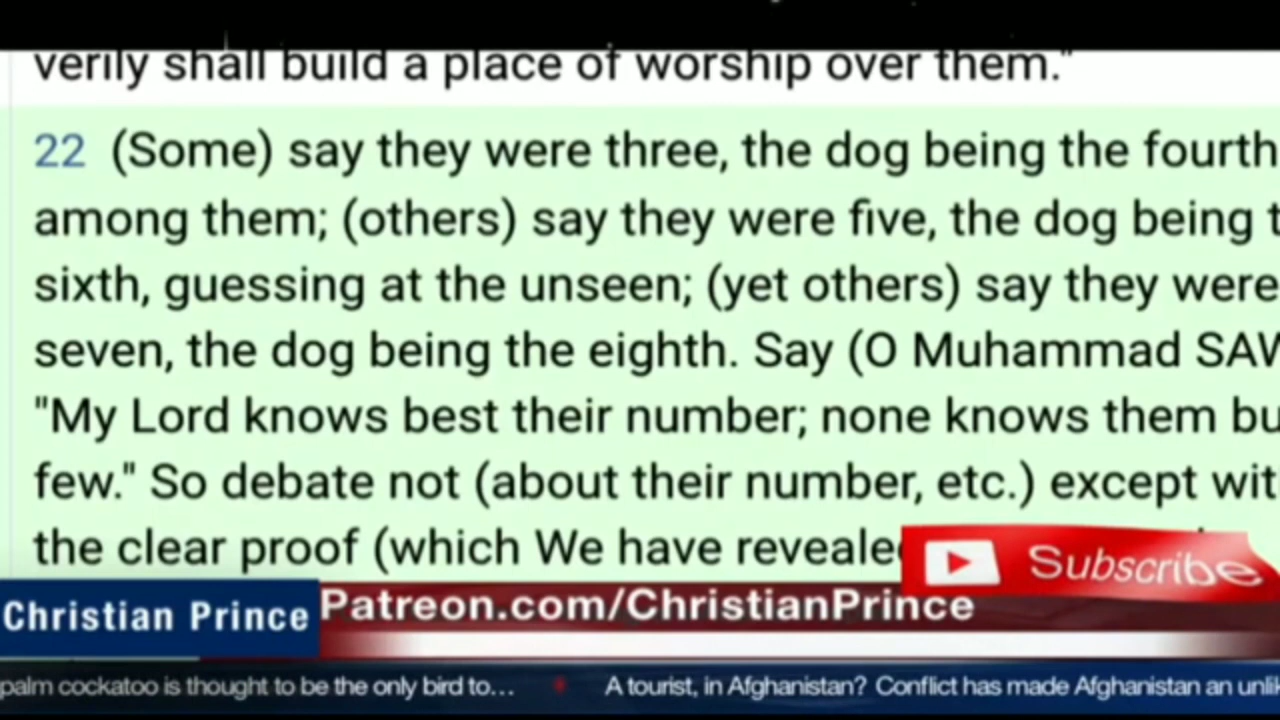 verily shall build a place of worship over them."
22 (Some) say they were three, the dog being the fourth
among them; (others) say they were five, the dog being
sixth, guessing at the unseen; (yet others) say they were
seven, the dog being the eighth. Say (O Muhammad SAW
"My Lord knows best their number; none knows them
few." So debate not (about their number, etc.) except
the clear proof (which We have
Subscribe
Christian Prince
Patreon.com/ChristianPrince
palm cockatoo is thought to be the only bird to... A tourist, in Afghanistan? Conflict has made Afghanistan an